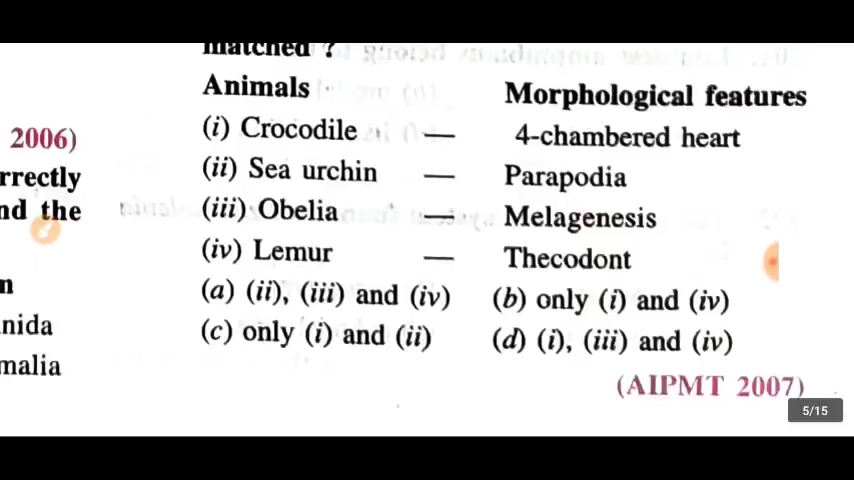 matched ?
Animals
Morphological features
2006)
(i) Crocodile — 4-chambered heart
rrectly
(ii) Sea urchin — Parapodia
nd the
(iii) Obelia — Melagenesis
(iv) Lemur — Thecodont
n
(a) (ii), (iii) and (iv) (b) only (i) and (iv)
nida
(c) only (i) and (ii) (d) (i), (iii) and (iv)
malia
(AIPMT 2007)
5/15